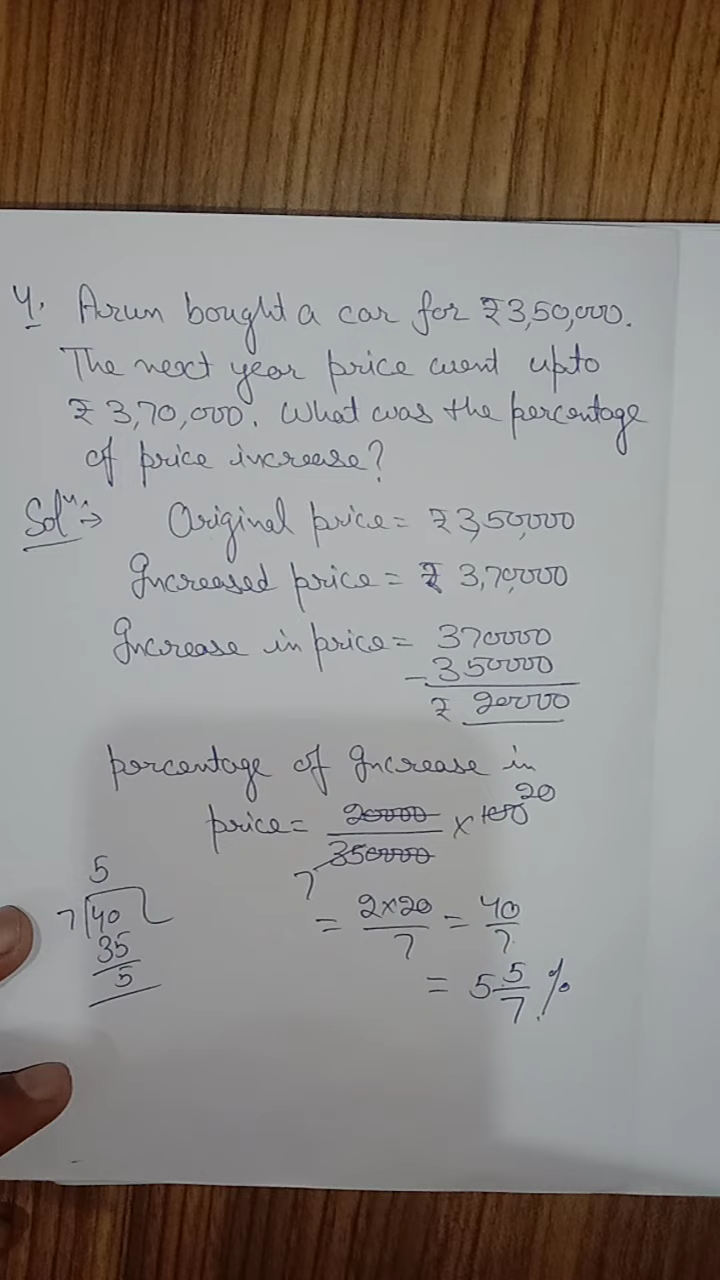 4. Arun bought a car for ₹3,50,000.
The next year price went upto
₹3,70,000. What was the percentage
of price increase?
Solⁿ:→ Original price = ₹3,50,000
Increased price = ₹ 3,70,000
Increase in price = 370000
- 350000
₹ 20000
percentage of Increase in
price = 20000/350000 × 100 20
7
5
7 40
35
5
= 2×20/7 = 40/7
= 5 5/7 %